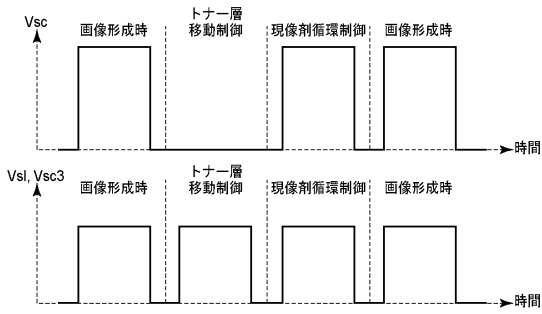 Vsc
画像形成時
トナー層
移動制御
現像剤循環制御
画像形成時
時間
Vsl, Vsc3
画像形成時
トナー層
移動制御
現像剤循環制御
画像形成時
時間